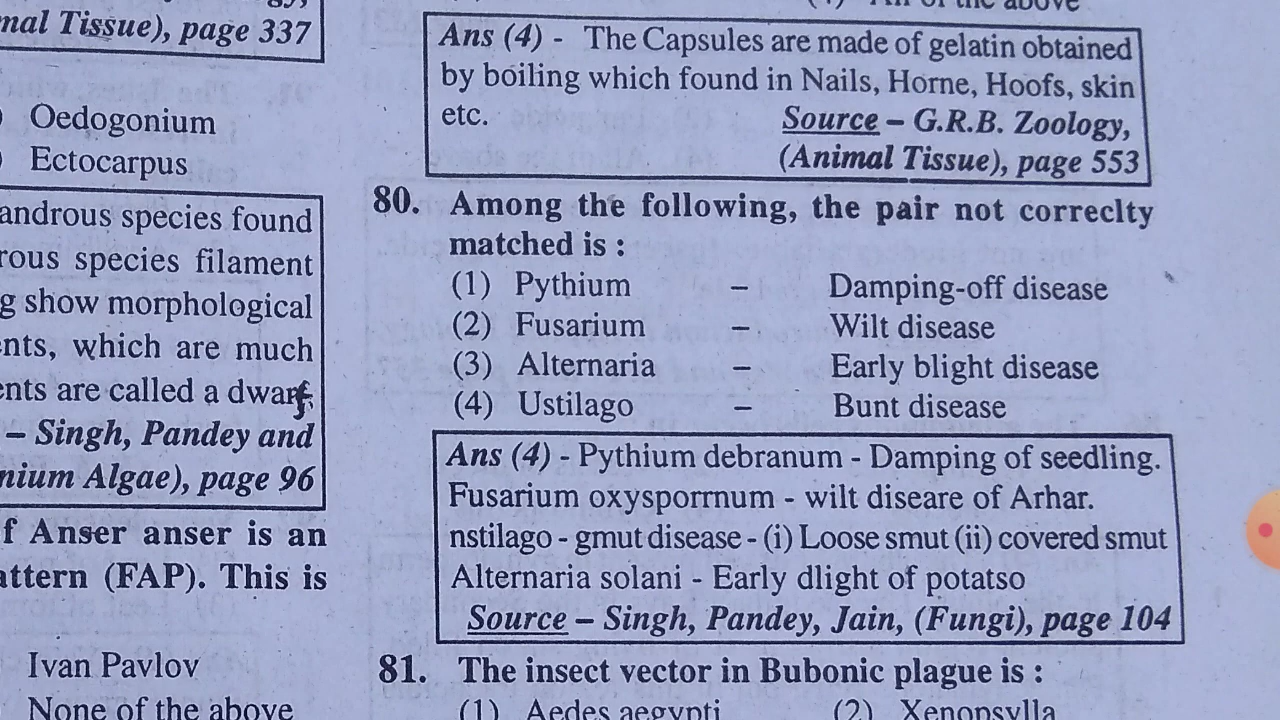 mal Tissue), page 337
Oedogonium
Ectocarpus
androus species found
rous species filament
g show morphological
ents, which are much
ents are called a dwarf.
– Singh, Pandey and
nium Algae), page 96
f Anser anser is an
attern (FAP). This is
Ivan Pavlov
None of the above
of the above
Ans (4) - The Capsules are made of gelatin obtained
by boiling which found in Nails, Horne, Hoofs, skin
etc. Source – G.R.B. Zoology,
(Animal Tissue), page 553
80. Among the following, the pair not correclty
matched is :
(1) Pythium – Damping-off disease
(2) Fusarium – Wilt disease
(3) Alternaria – Early blight disease
(4) Ustilago – Bunt disease
Ans (4) - Pythium debranum - Damping of seedling.
Fusarium oxysporrnum - wilt diseare of Arhar.
nstilago - gmut disease - (i) Loose smut (ii) covered smut
Alternaria solani - Early dlight of potatso
Source – Singh, Pandey, Jain, (Fungi), page 104
81. The insect vector in Bubonic plague is :
(1) Aedes aegypti (2) Xenopsylla